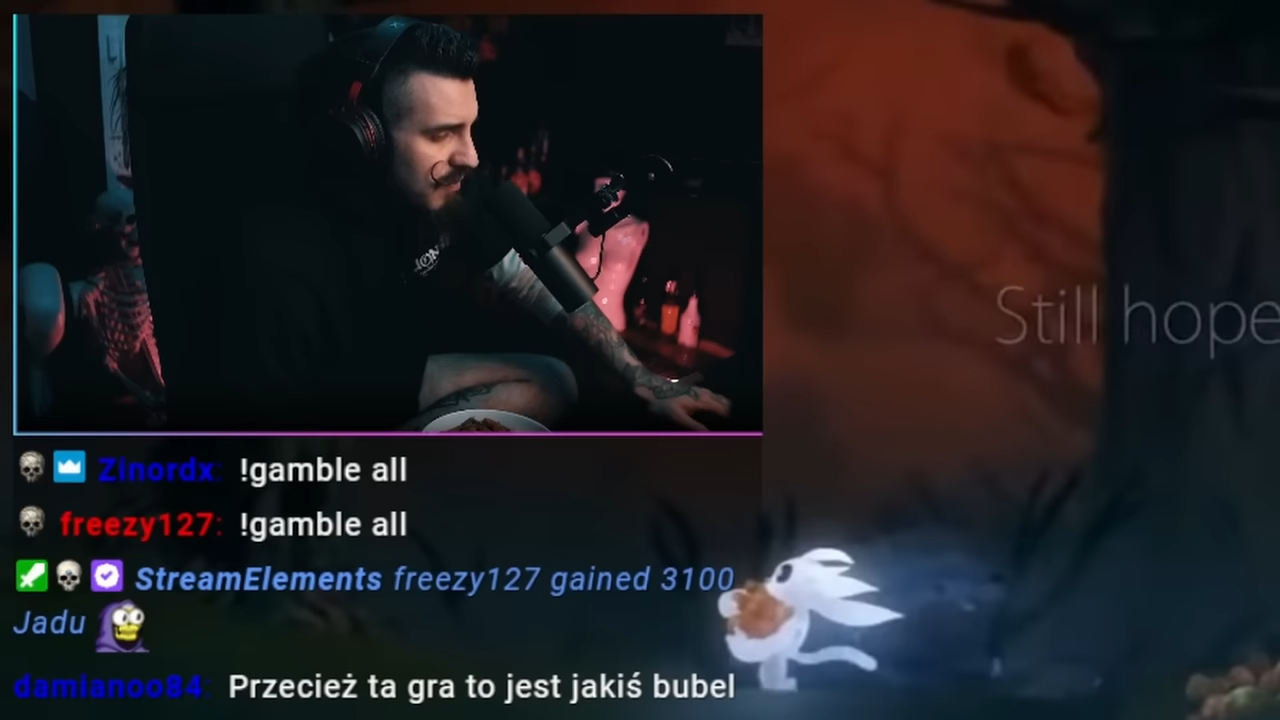 Still hope
Zinordx: !gamble all
freezy127: !gamble all
StreamElements freezy127 gained 3100
Jadu
damianoo84: Przecież ta gra to jest jakiś bubel